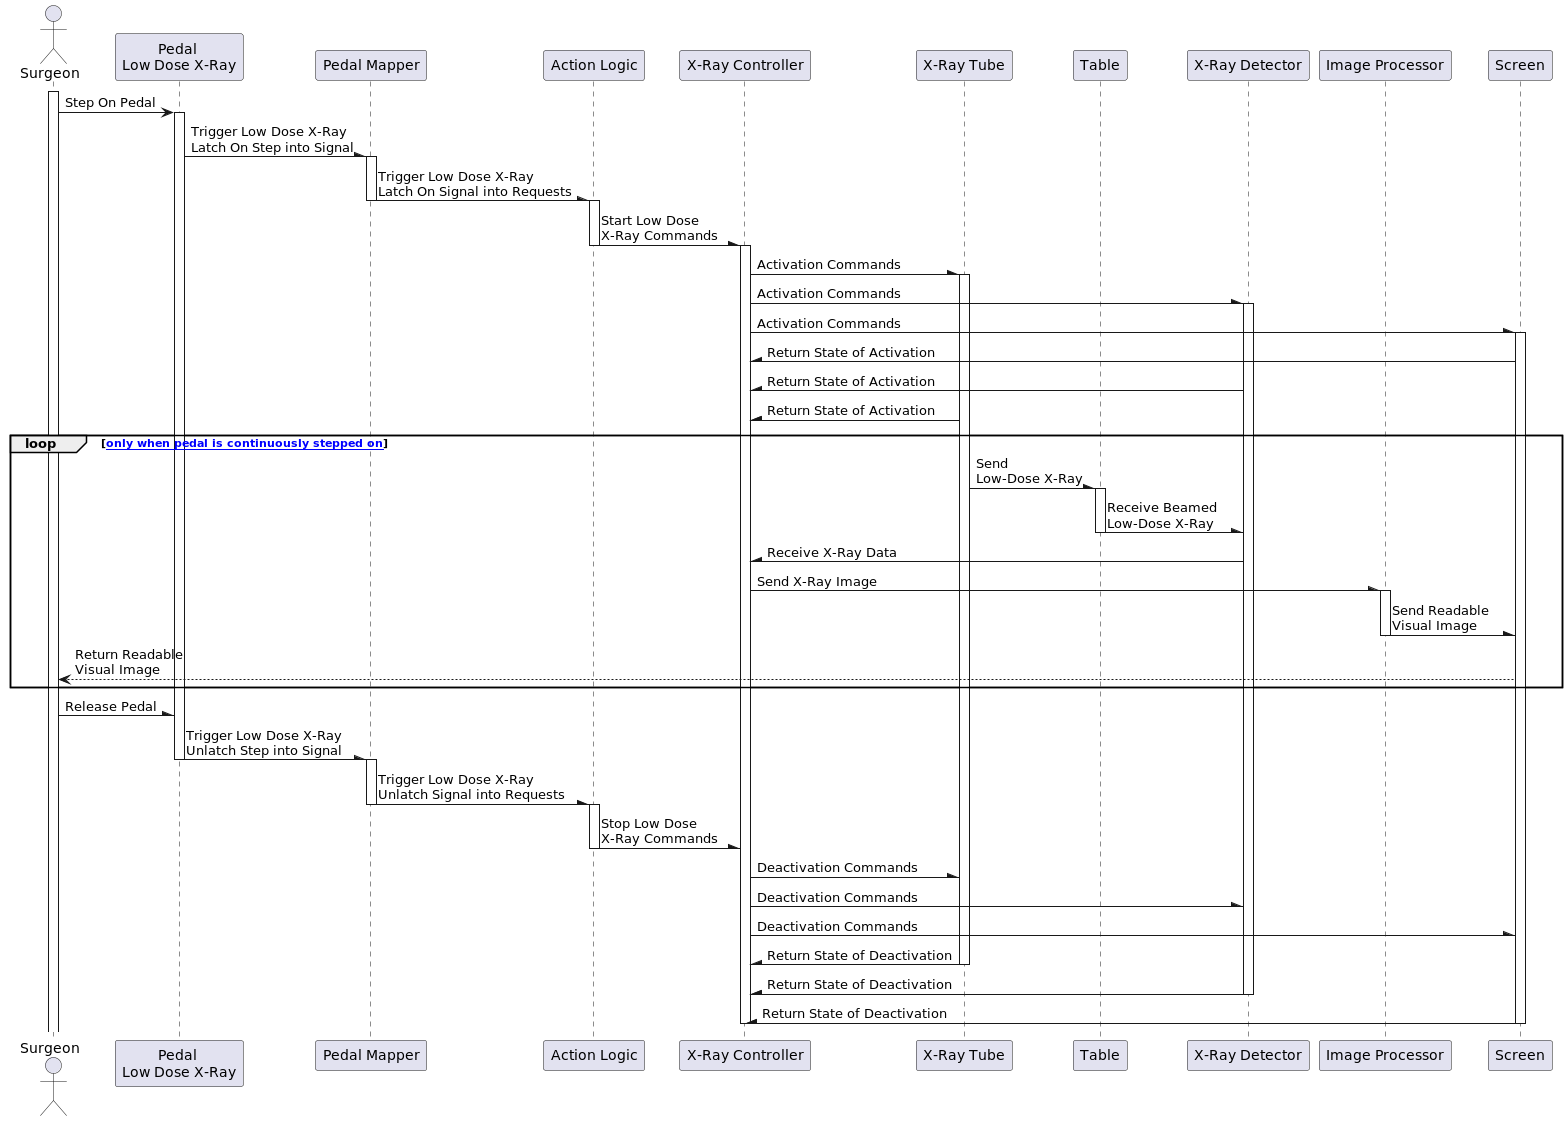 Surgeon
Pedal
Low Dose X-Ray
Pedal Mapper
Action Logic
X-Ray Controller
X-Ray Tube
Table
X-Ray Detector
Image Processor
Screen
Step On Pedal
Trigger Low Dose X-Ray
Latch On Step into Signal
Trigger Low Dose X-Ray
Latch On Signal into Requests
Start Low Dose
X-Ray Commands
Activation Commands
Activation Commands
Activation Commands
Return State of Activation
Return State of Activation
Return State of Activation
loop [only when pedal is continuously stepped on]
Send
Low-Dose X-Ray
Receive Beamed
Low-Dose X-Ray
Receive X-Ray Data
Send X-Ray Image
Send Readable
Visual Image
Return Readable
Visual Image
Release Pedal
Trigger Low Dose X-Ray
Unlatch Step into Signal
Trigger Low Dose X-Ray
Unlatch Signal into Requests
Stop Low Dose
X-Ray Commands
Deactivation Commands
Deactivation Commands
Deactivation Commands
Return State of Deactivation
Return State of Deactivation
Return State of Deactivation
Surgeon
Pedal
Low Dose X-Ray
Pedal Mapper
Action Logic
X-Ray Controller
X-Ray Tube
Table
X-Ray Detector
Image Processor
Screen